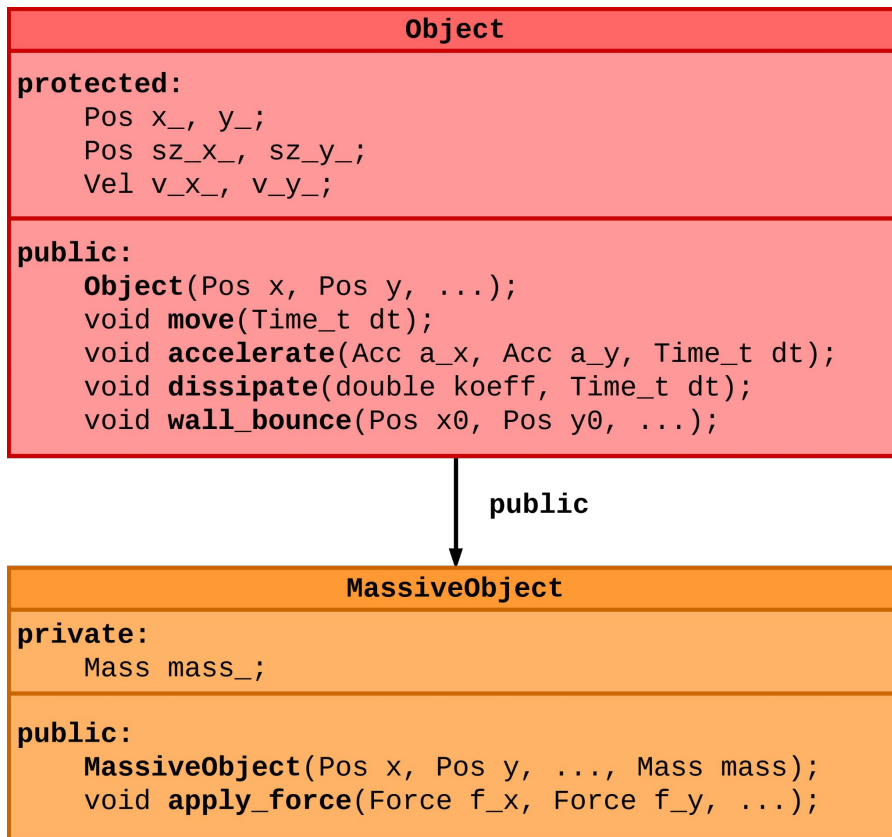 Object
protected:
Pos x_, y_;
Pos sz_x_, sz_y_;
Vel v_x_, v_y_;
public:
Object(Pos x, Pos y, ...);
void move(Time_t dt);
void accelerate(Acc a_x, Acc a_y, Time_t dt);
void dissipate(double koeff, Time_t dt);
void wall_bounce(Pos x0, Pos y0, ...);
public
MassiveObject
private:
Mass mass_;
public:
MassiveObject(Pos x, Pos y, ..., Mass mass);
void apply_force(Force f_x, Force f_y, ...);